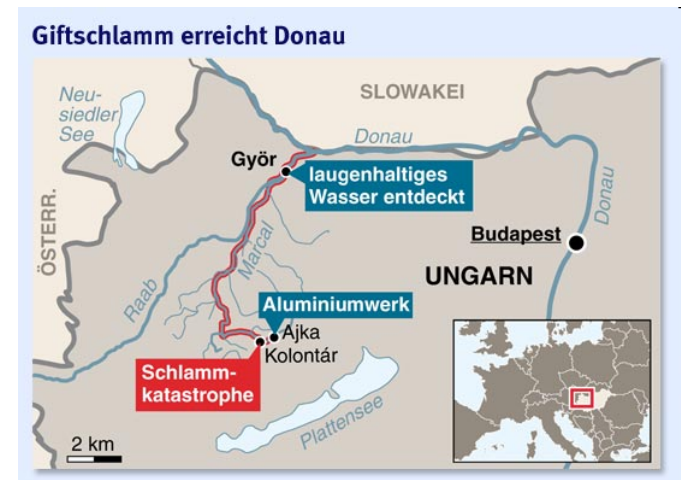 Giftschlamm erreicht Donau
SLOWAKEI
Neu-
siedler
See
Donau
Györ
laugenhaltiges
Wasser entdeckt
ÖSTERR.
Donau
Budapest
Marcal
UNGARN
Raab
Aluminiumwerk
Ajka
Kolontár
Schlamm-
katastrophe
Plattensee
2 km